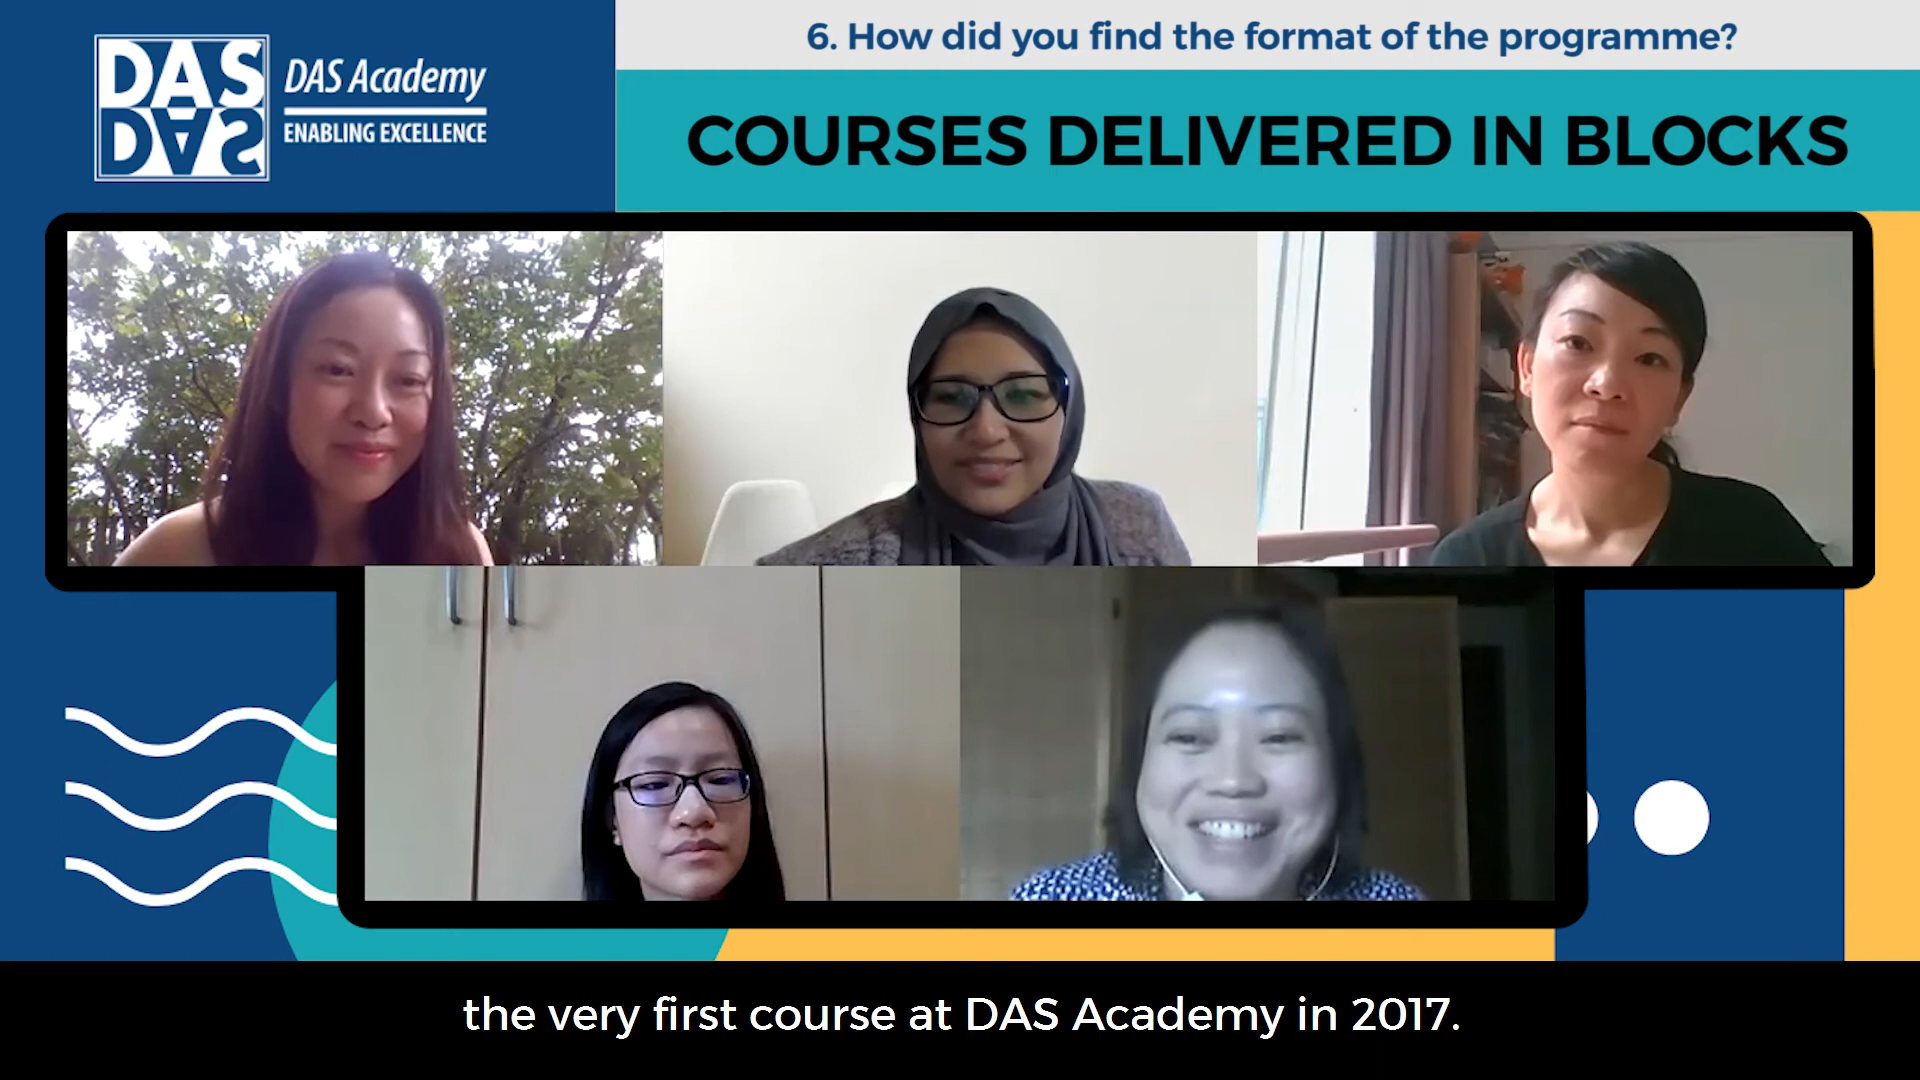 DAS
DAS
DAS Academy
ENABLING EXCELLENCE
6. How did you find the format of the programme?
COURSES DELIVERED IN BLOCKS
the very first course at DAS Academy in 2017.